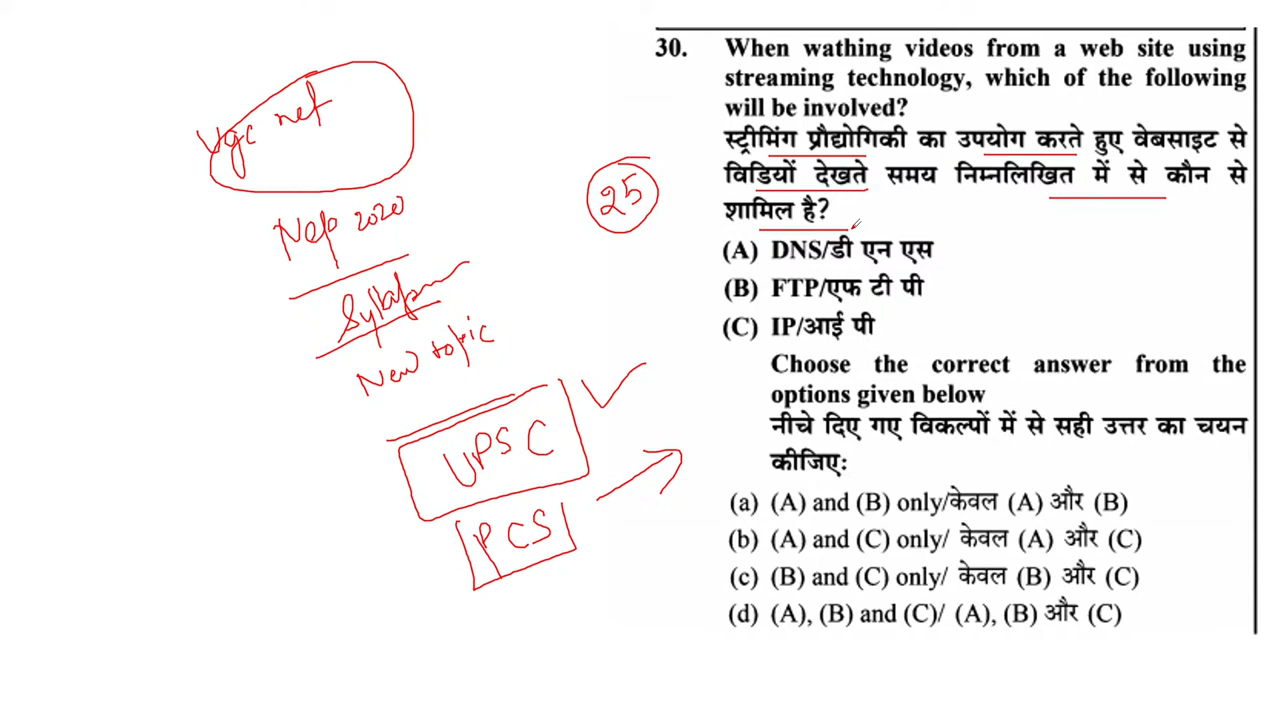 Ugc net
Nep 2020
Syllabus
New topic
UPSC
PCS
25
30. When wathing videos from a web site using
streaming technology, which of the following
will be involved?
स्ट्रीमिंग प्रौद्योगिकी का उपयोग करते हुए वेबसाइट से
विडियों देखते समय निम्नलिखित में से कौन से
शामिल है?
(A) DNS/डी एन एस
(B) FTP/एफ टी पी
(C) IP/आई पी
Choose the correct answer from the
options given below
नीचे दिए गए विकल्पों में से सही उत्तर का चयन
कीजिए:
(a) (A) and (B) only/केवल (A) और (B)
(b) (A) and (C) only/ केवल (A) और (C)
(c) (B) and (C) only/ केवल (B) और (C)
(d) (A), (B) and (C)/ (A), (B) और (C)